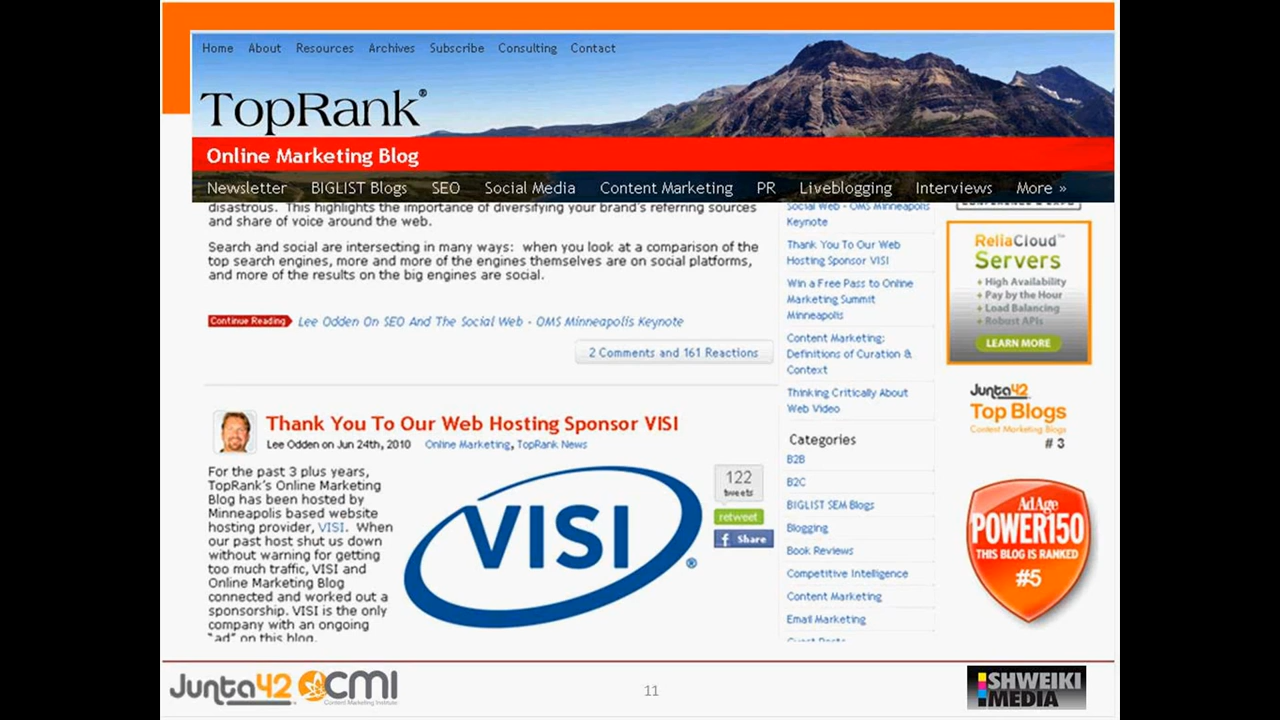 Home About Resources Archives Subscribe Consulting Contact
TopRank®
Online Marketing Blog
Newsletter BIGLIST Blogs SEO Social Media Content Marketing PR Liveblogging Interviews More »
disastrous. This highlights the importance of diversifying your brand's referring sources
and share of voice around the web.
Search and social are intersecting in many ways: when you look at a comparison of the
top search engines, more and more of the engines themselves are on social platforms,
and more of the results on the big engines are social.
Continue Reading Lee Odden On SEO And The Social Web - OMS Minneapolis Keynote
2 Comments and 161 Reactions
Thank You To Our Web Hosting Sponsor VISI
Lee Odden on Jun 24th, 2010 Online Marketing, TopRank News
For the past 3 plus years,
TopRank's Online Marketing
Blog has been hosted by
Minneapolis based website
hosting provider, VISI. When
our past host shut us down
without warning for getting
too much traffic, VISI and
Online Marketing Blog
connected and worked out a
sponsorship. VISI is the only
company with an ongoing
"ad" on this blog.
VISI®
122
tweets
retweet
f Share
Social Web - OMS Minneapolis
Keynote
Thank You To Our Web
Hosting Sponsor VISI
Win a Free Pass to Online
Marketing Summit
Minneapolis
Content Marketing:
Definitions of Curation &
Context
Thinking Critically About
Web Video
Categories
B2B
B2C
BIGLIST SEM Blogs
Blogging
Book Reviews
Competitive Intelligence
Content Marketing
Email Marketing
Guest Posts
CONFERENCE & EXPO
ReliaCloud™
Servers
+ High Availability
+ Pay by the Hour
+ Load Balancing
+ Robust APIs
LEARN MORE
Junta42
Top Blogs
Content Marketing Blogs
# 3
AdAge
POWER150
THIS BLOG IS RANKED
#5
Junta42 CMI
Content Marketing Institute
11
SHWEIKI
MEDIA